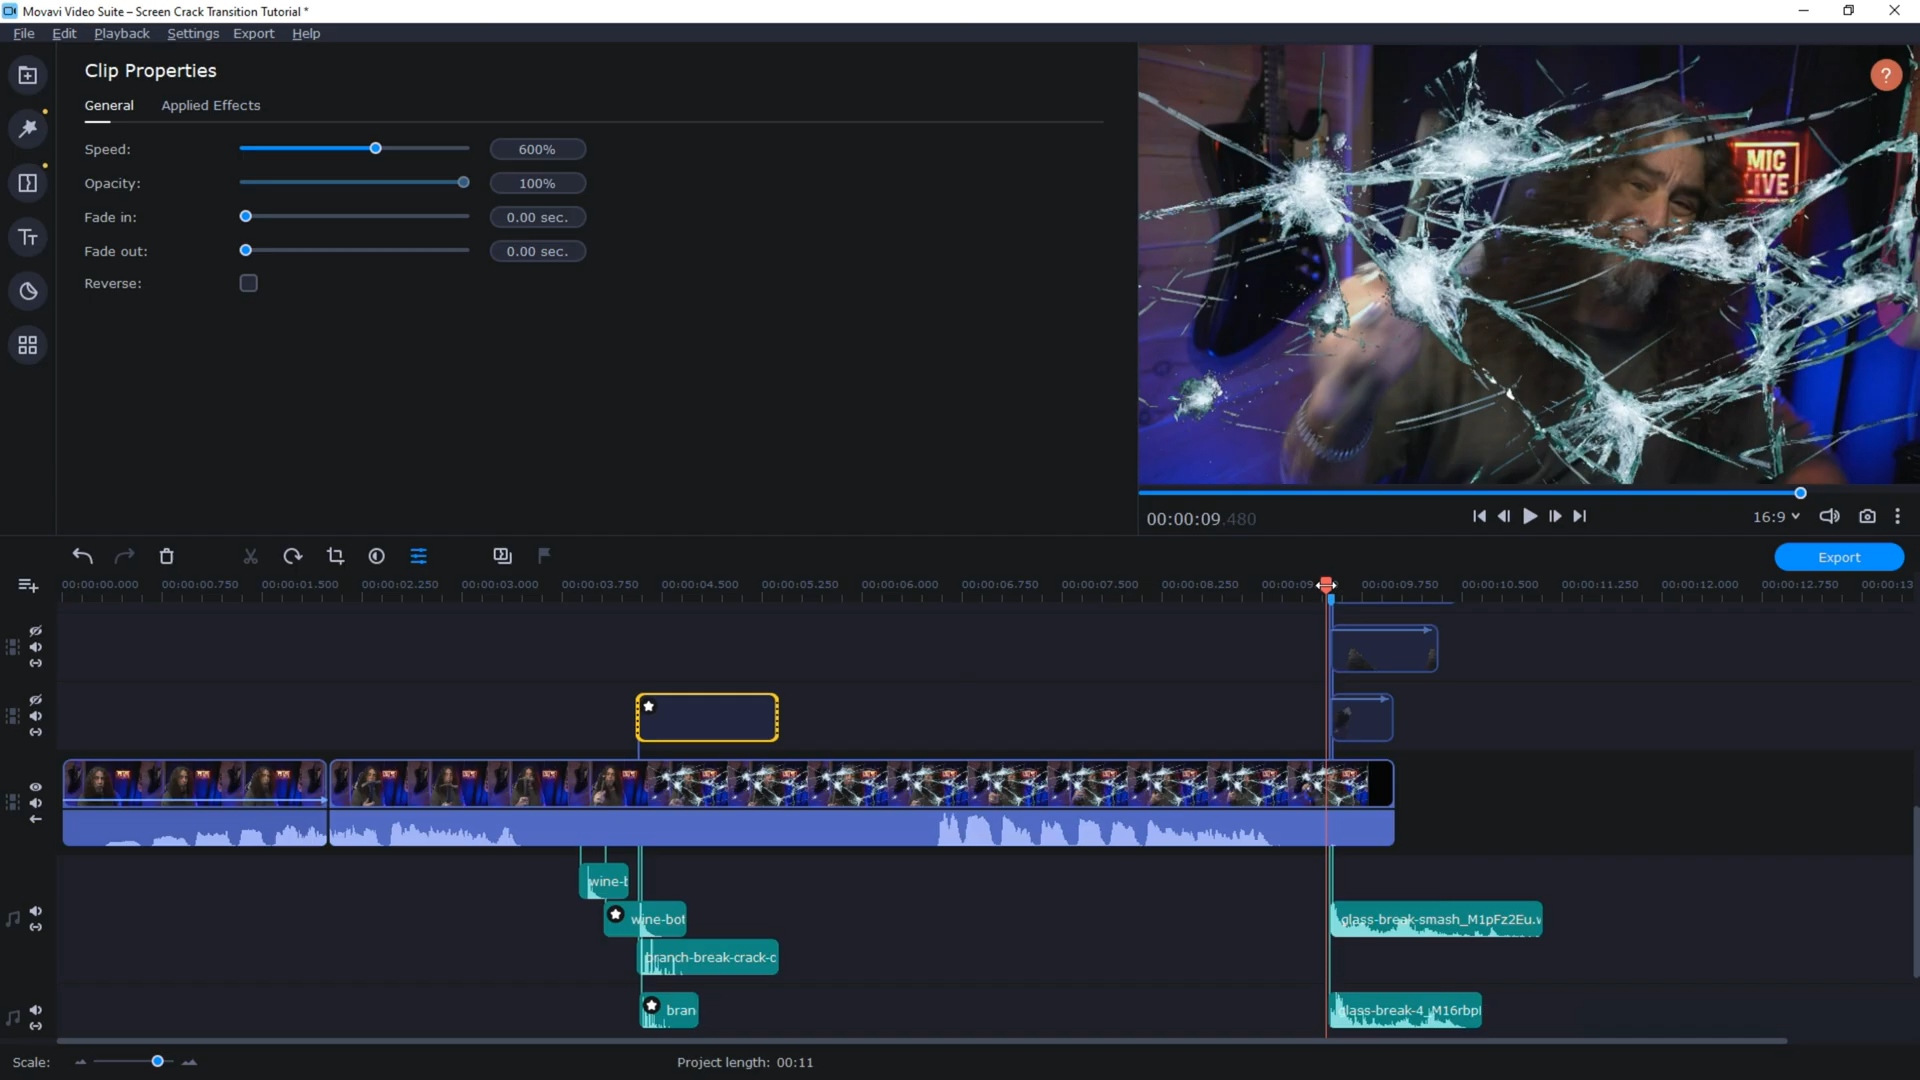 Movavi Video Suite – Screen Crack Transition Tutorial *
File Edit Playback Settings Export Help
Clip Properties
General Applied Effects
Speed: 600%
Opacity: 100%
Fade in: 0.00 sec.
Fade out: 0.00 sec.
Reverse:
?
MIC
LIVE
00:00:09.480
16:9
Export
00:00:00.000 00:00:00.750 00:00:01.500 00:00:02.250 00:00:03.000 00:00:03.750 00:00:04.500 00:00:05.250 00:00:06.000 00:00:06.750 00:00:07.500 00:00:08.250 00:00:09 00:00:09.750 00:00:10.500 00:00:11.250 00:00:12.000 00:00:12.750 00:00:13
wine-b
wine-bot glass-break-smash_M1pFz2Eu.w
branch-break-crack-c
bran glass-break-4_M16rbpI
Scale:
Project length: 00:11